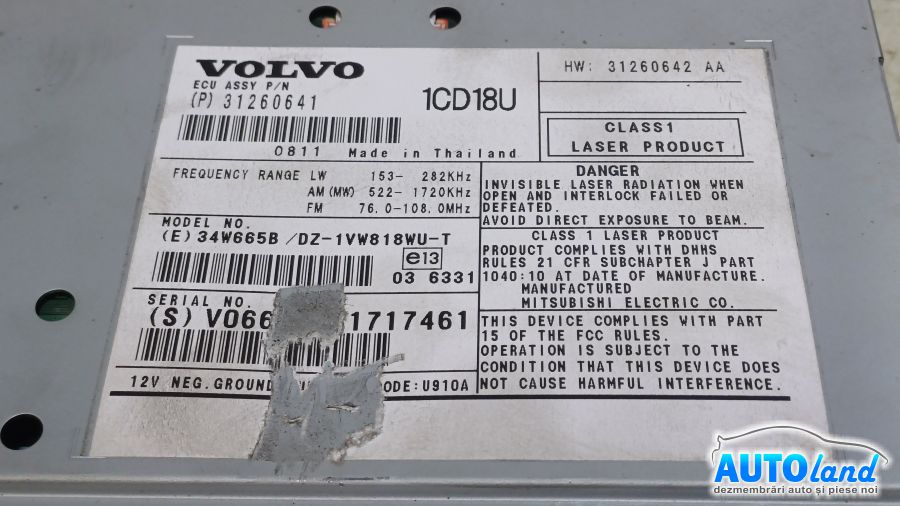 VOLVO
ECU ASSY P/N
(P) 31260641
1CD18U
0811 Made in Thailand
HW: 31260642 AA
CLASS1
LASER PRODUCT
FREQUENCY RANGE LW 153- 282KHz
AM (MW) 522- 1720KHz
FM 76.0-108.0MHz
MODEL NO.
(E) 34W665B /DZ-1VW818WU-T
e13
03 6331
SERIAL NO.
(S) V066 1717461
12V NEG.GROUND ODE:U910A
DANGER
INVISIBLE LASER RADIATION WHEN
OPEN AND INTERLOCK FAILED OR
DEFEATED.
AVOID DIRECT EXPOSURE TO BEAM.
CLASS 1 LASER PRODUCT
PRODUCT COMPLIES WITH DHHS
RULES 21 CFR SUBCHAPTER J PART
1040:10 AT DATE OF MANUFACTURE.
MANUFACTURED
MITSUBISHI ELECTRIC CO.
THIS DEVICE COMPLIES WITH PART
15 OF THE FCC RULES.
OPERATION IS SUBJECT TO THE
CONDITION THAT THIS DEVICE DOES
NOT CAUSE HARMFUL INTERFERENCE.
AUTOland
dezmembrări auto și piese noi